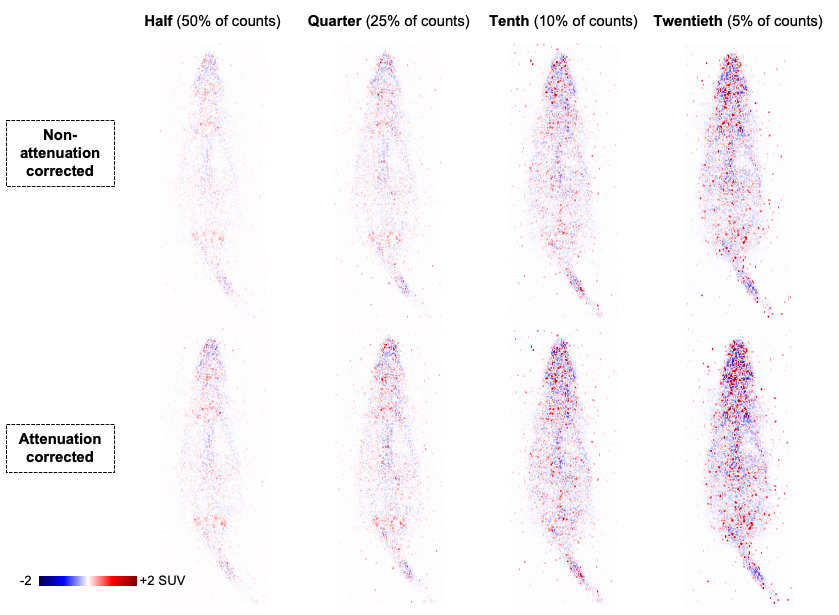 Half (50% of counts) Quarter (25% of counts) Tenth (10% of counts) Twentieth (5% of counts)
Non-
attenuation
corrected
Attenuation
corrected
-2 +2 SUV